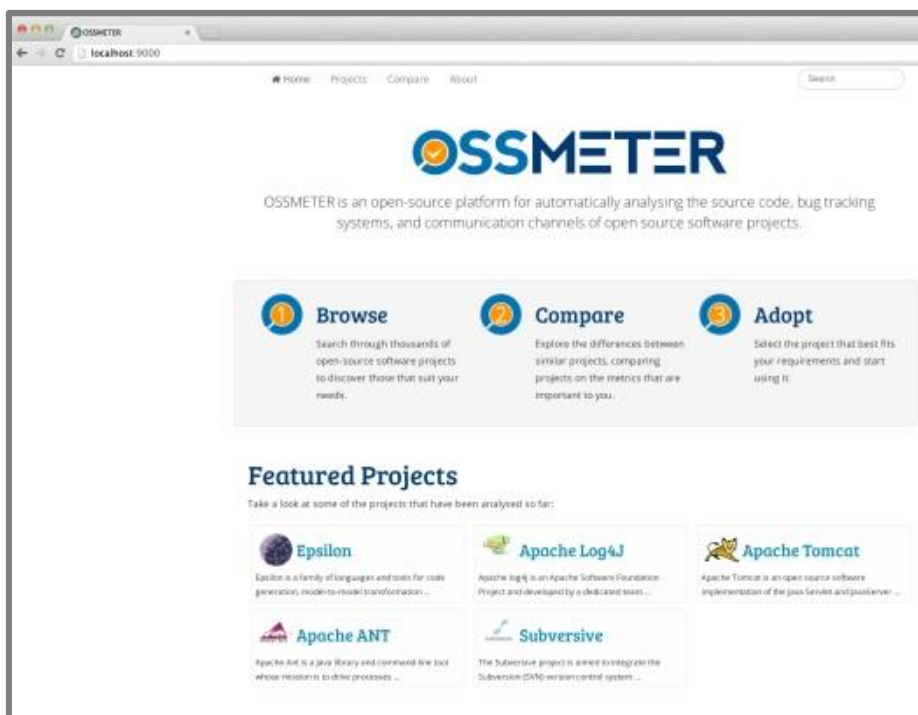 OSSMETER
localhost:9000
Home Projects Compare About Search
OSSMETER
OSSMETER is an open-source platform for automatically analysing the source code, bug tracking
systems, and communication channels of open source software projects.
1 Browse
Search through thousands of
open-source software projects
to discover those that suit your
needs.
2 Compare
Explore the differences between
similar projects, comparing
projects on the metrics that are
important to you.
3 Adopt
Select the project that best fits
your requirements and start
using it.
Featured Projects
Take a look at some of the projects that have been analysed so far:
Epsilon
Epsilon is a family of languages and tools for code
generation, model-to-model transformation ...
Apache Log4J
Apache log4j is an Apache Software Foundation
Project and developed by a dedicated team ...
Apache Tomcat
Apache Tomcat is an open source software
implementation of the Java Servlet and JavaServer ...
Apache ANT
Apache Ant is a Java library and command-line tool
whose mission is to drive processes ...
Subversive
The Subversive project is aimed to integrate the
Subversion (SVN) version control system ...